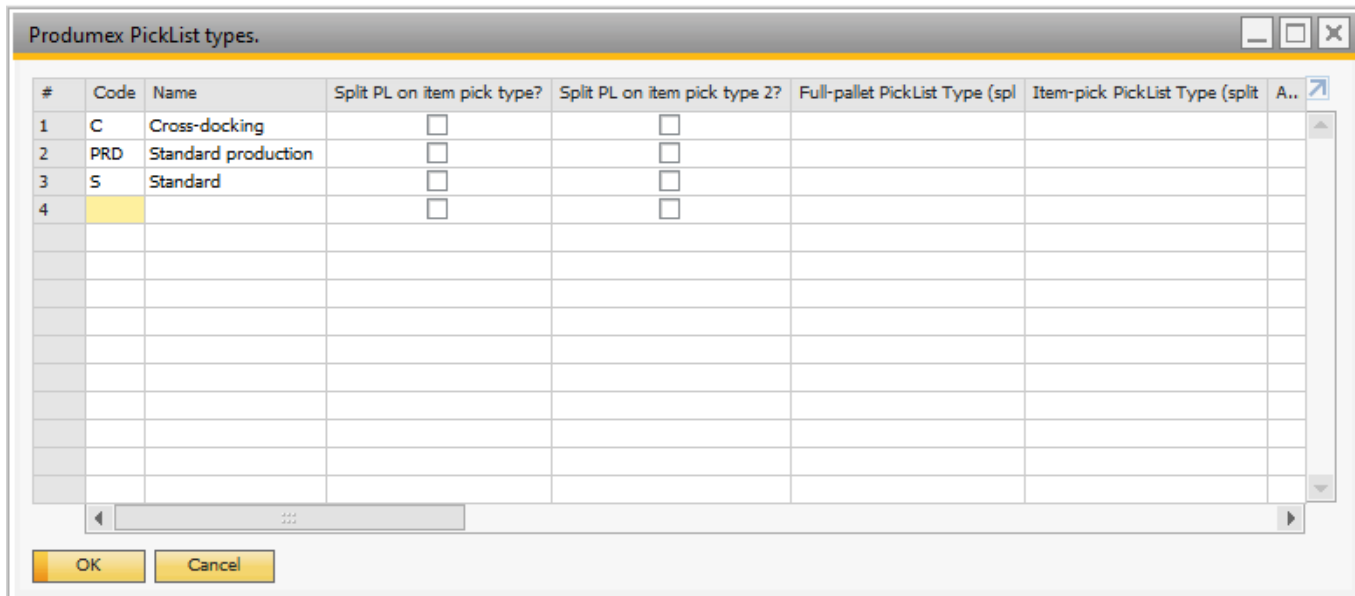 Produmex PickList types.
# Code Name Split PL on item pick type? Split PL on item pick type 2? Full-pallet PickList Type (spl Item-pick PickList Type (split A..
1 C Cross-docking
2 PRD Standard production
3 S Standard
4
OK Cancel